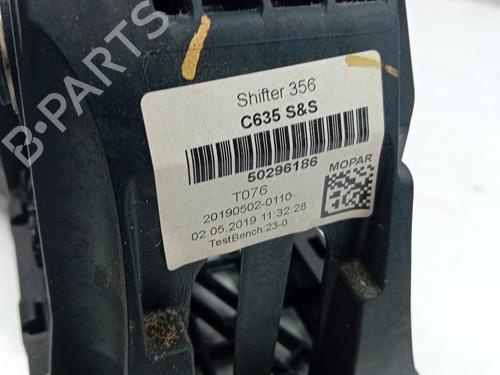 Shifter 356
C635 S&S
50296186
MOPAR
T076
20190502-0110
02.05.2019 11:32:28
TestBench:23-0
B-PARTS